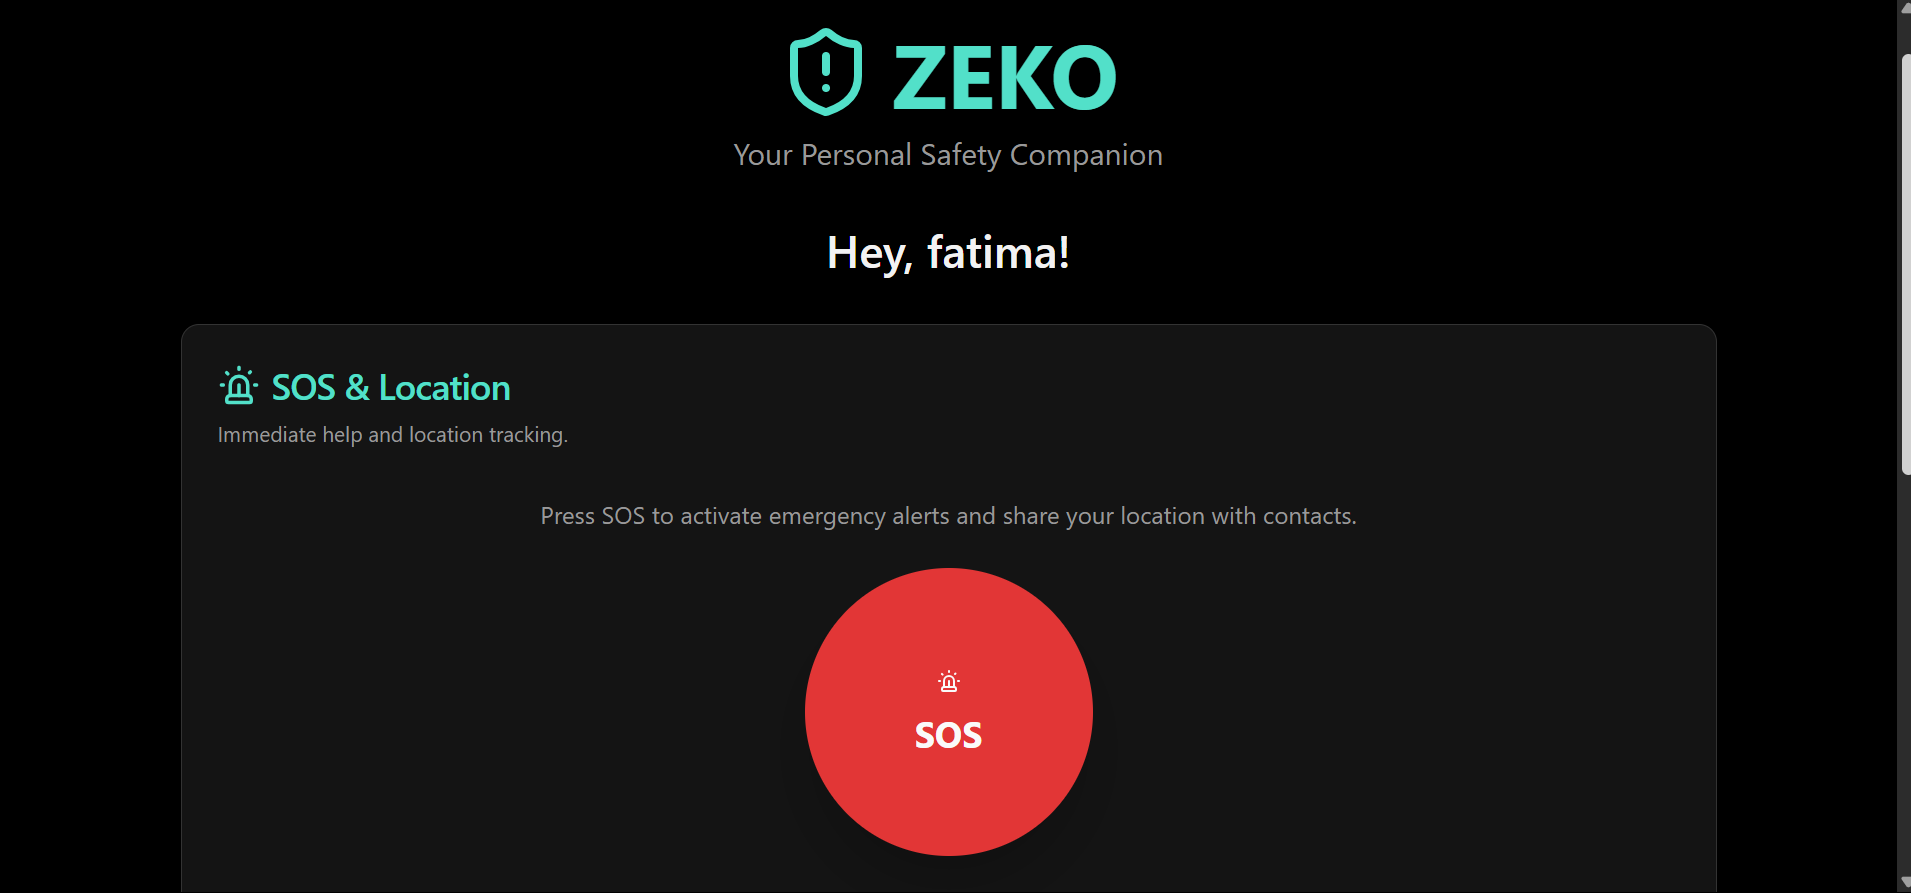 ZEKO
Your Personal Safety Companion
Hey, fatima!
SOS & Location
Immediate help and location tracking.
Press SOS to activate emergency alerts and share your location with contacts.
SOS